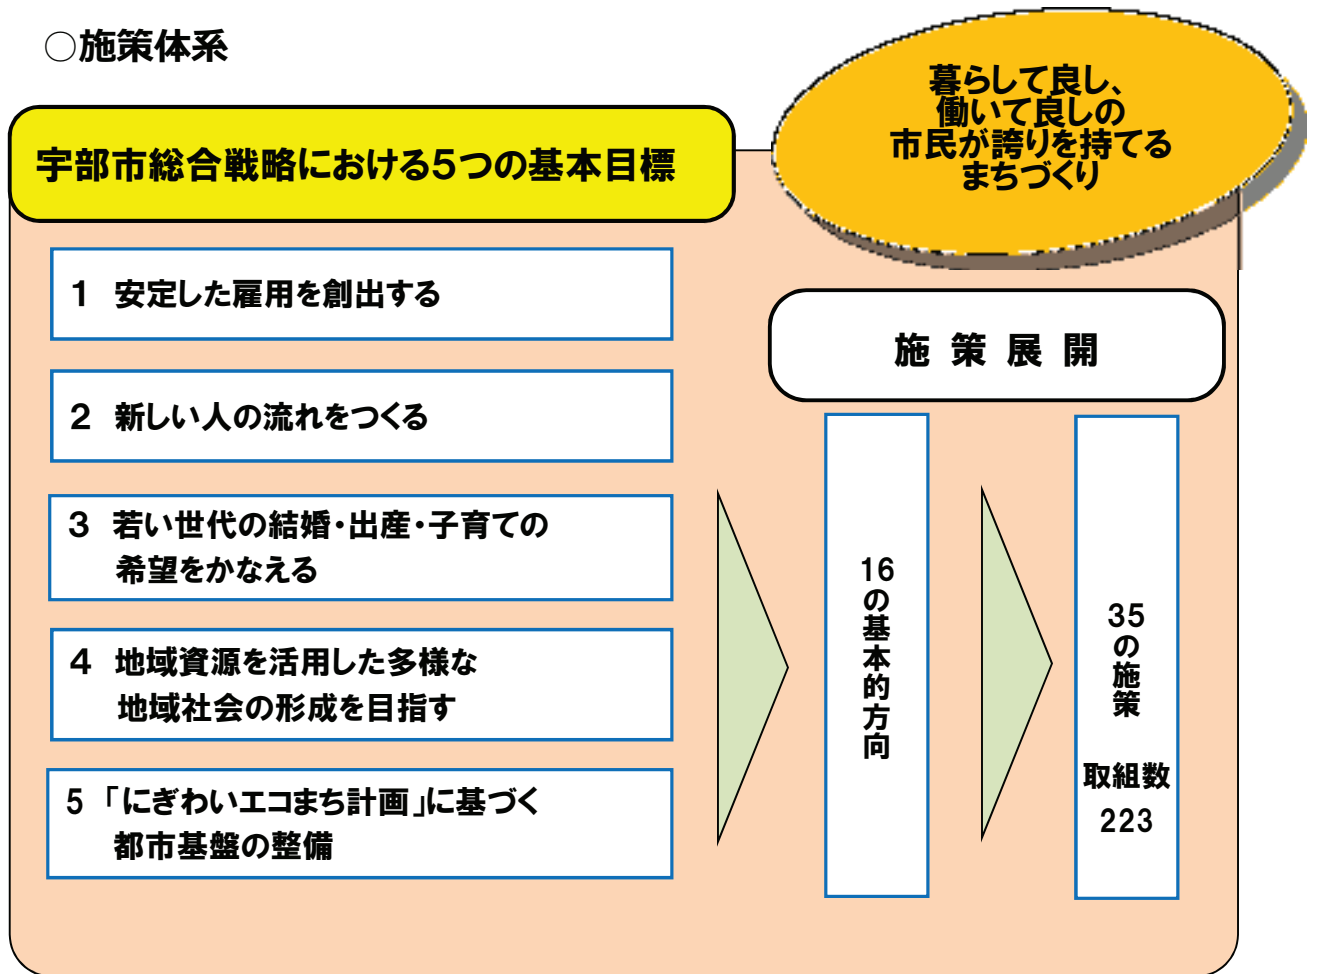 ○施策体系
暮らして良し、
働いて良しの
市民が誇りを持てる
まちづくり
宇部市総合戦略における5つの基本目標
1 安定した雇用を創出する
2 新しい人の流れをつくる
3 若い世代の結婚・出産・子育ての
希望をかなえる
4 地域資源を活用した多様な
地域社会の形成を目指す
5 「にぎわいエコまち計画」に基づく
都市基盤の整備
施策展開
16の基本的方向
35の施策
取組数
223